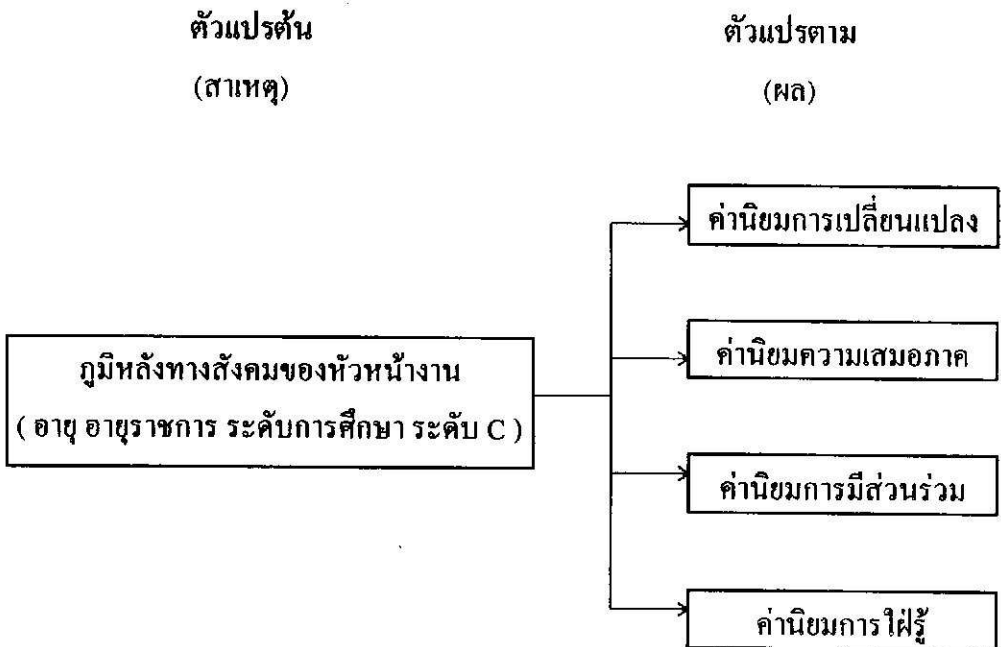 ตัวแปรต้น
(สาเหตุ)
ตัวแปรตาม
(ผล)
ค่านิยมการเปลี่ยนแปลง
ค่านิยมความเสมอภาค
ภูมิหลังทางสังคมของหัวหน้างาน
( อายุ อายุราชการ ระดับการศึกษา ระดับ C )
ค่านิยมการมีส่วนร่วม
ค่านิยมการใฝ่รู้